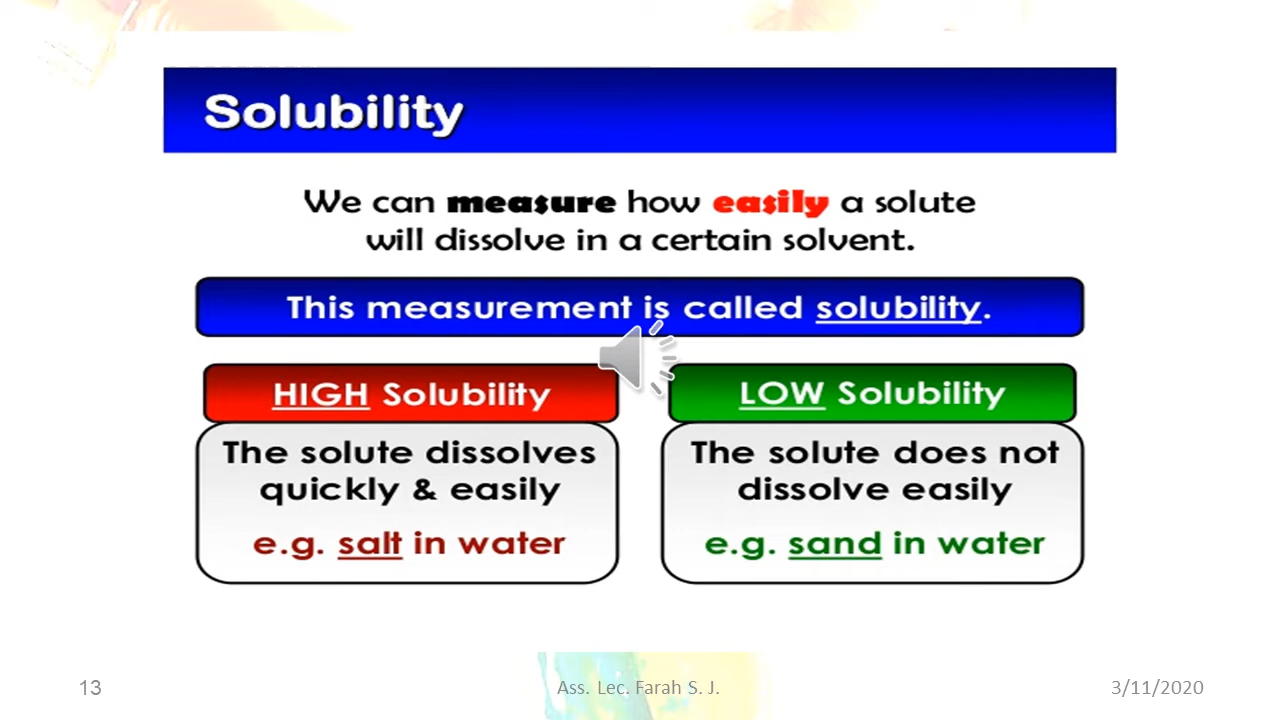 Solubility
We can measure how easily a solute
will dissolve in a certain solvent.
This measurement is called solubility.
HIGH Solubility
The solute dissolves
quickly & easily
e.g. salt in water
LOW Solubility
The solute does not
dissolve easily
e.g. sand in water
13
Ass. Lec. Farah S. J.
3/11/2020